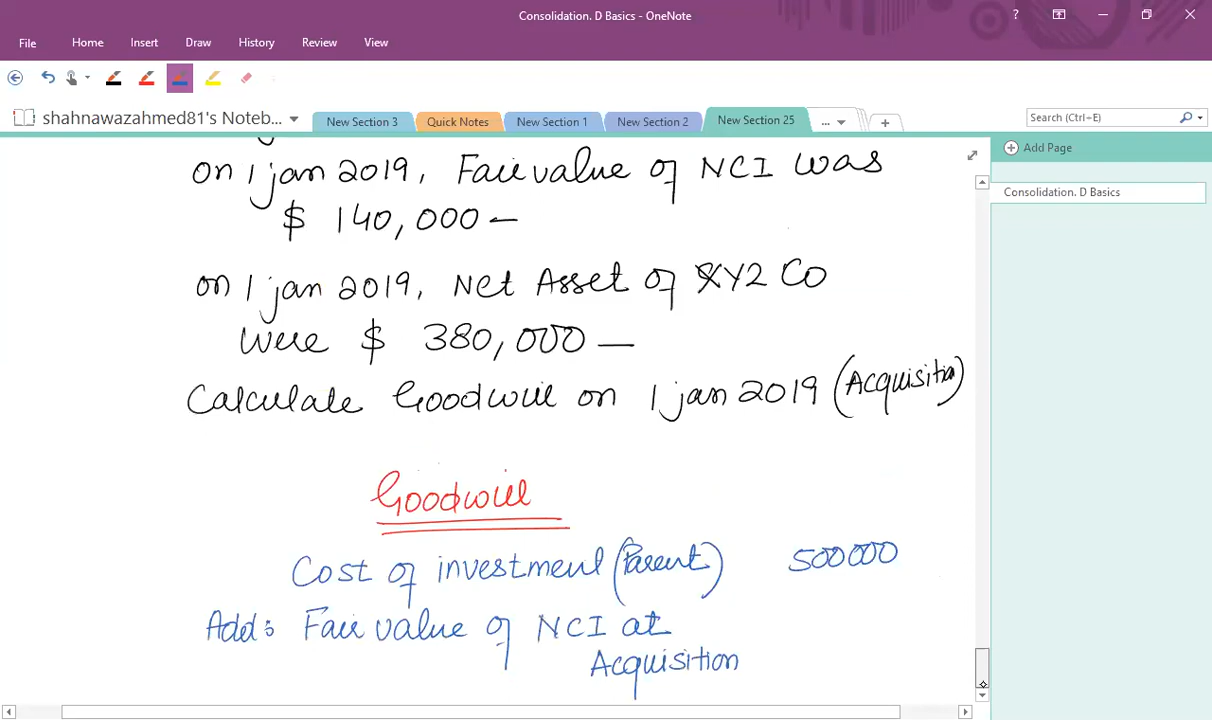 Consolidation. D Basics - OneNote
?
File Home Insert Draw History Review View
shahnawazahmed81's Noteb... New Section 3 Quick Notes New Section 1 New Section 2 New Section 25 ... Search (Ctrl+E)
Add Page
Consolidation. D Basics
on 1 jan 2019, Fair value of NCI was
$ 140,000 —
on 1 jan 2019, Net Asset of XYZ Co
were $ 380,000 —
Calculate Goodwill on 1 jan 2019 (Acquisition)
Goodwill
Cost of investment (Parent) 500000
Add: Fair value of NCI at
Acquisition